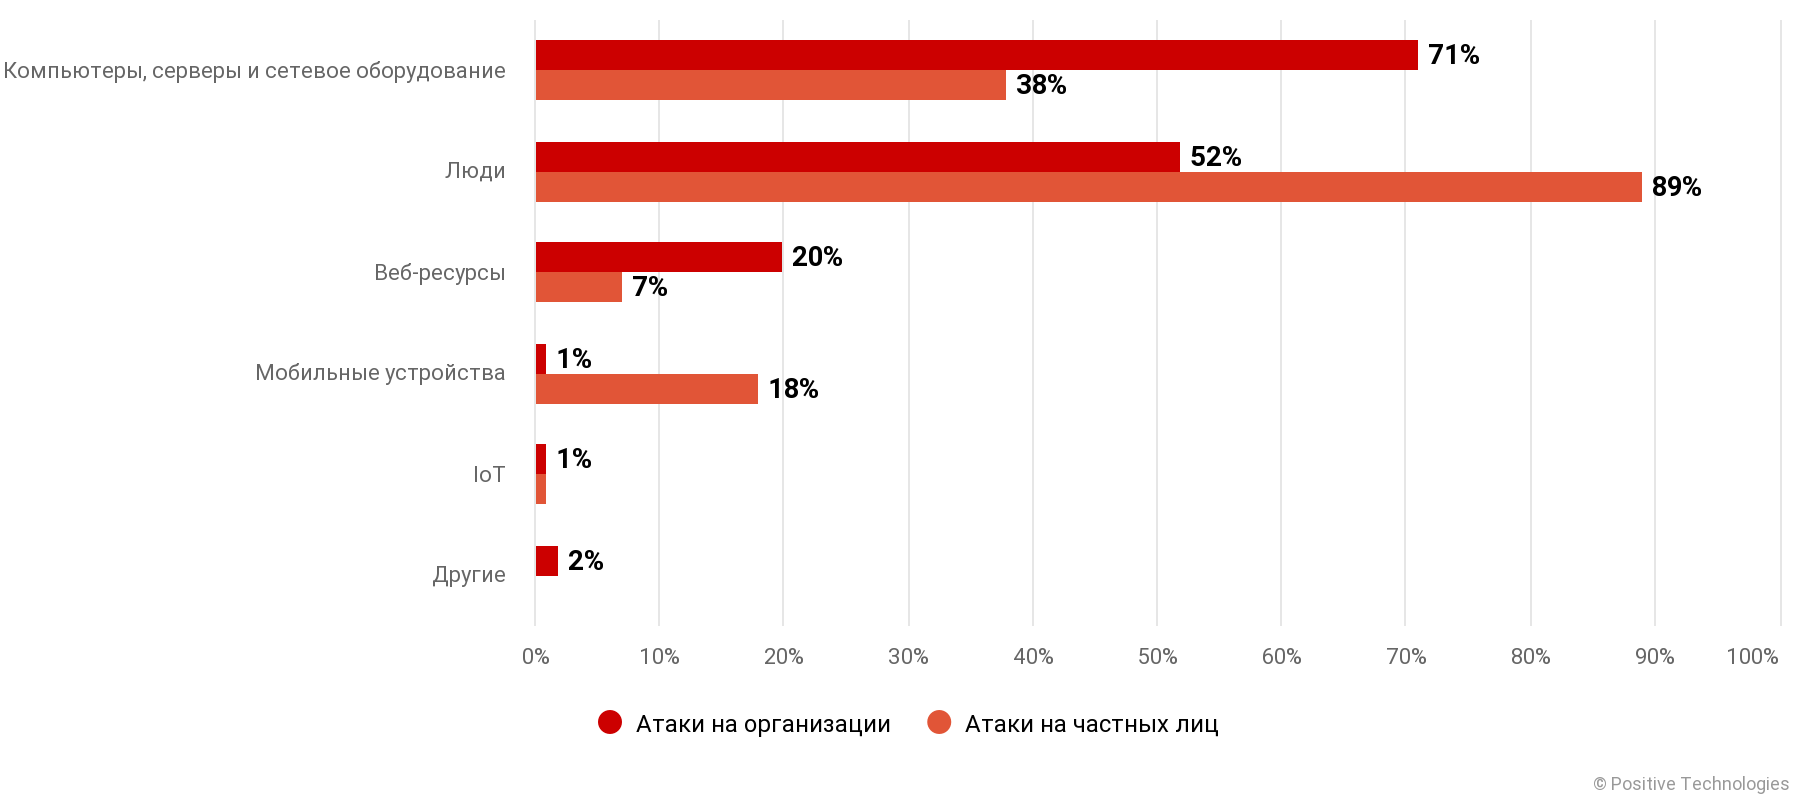 Компьютеры, серверы и сетевое оборудование
71%
38%
Люди
52%
89%
Веб-ресурсы
20%
7%
Мобильные устройства
1%
18%
IoT
1%
Другие
2%
0% 10% 20% 30% 40% 50% 60% 70% 80% 90% 100%
Атаки на организации Атаки на частных лиц
© Positive Technologies